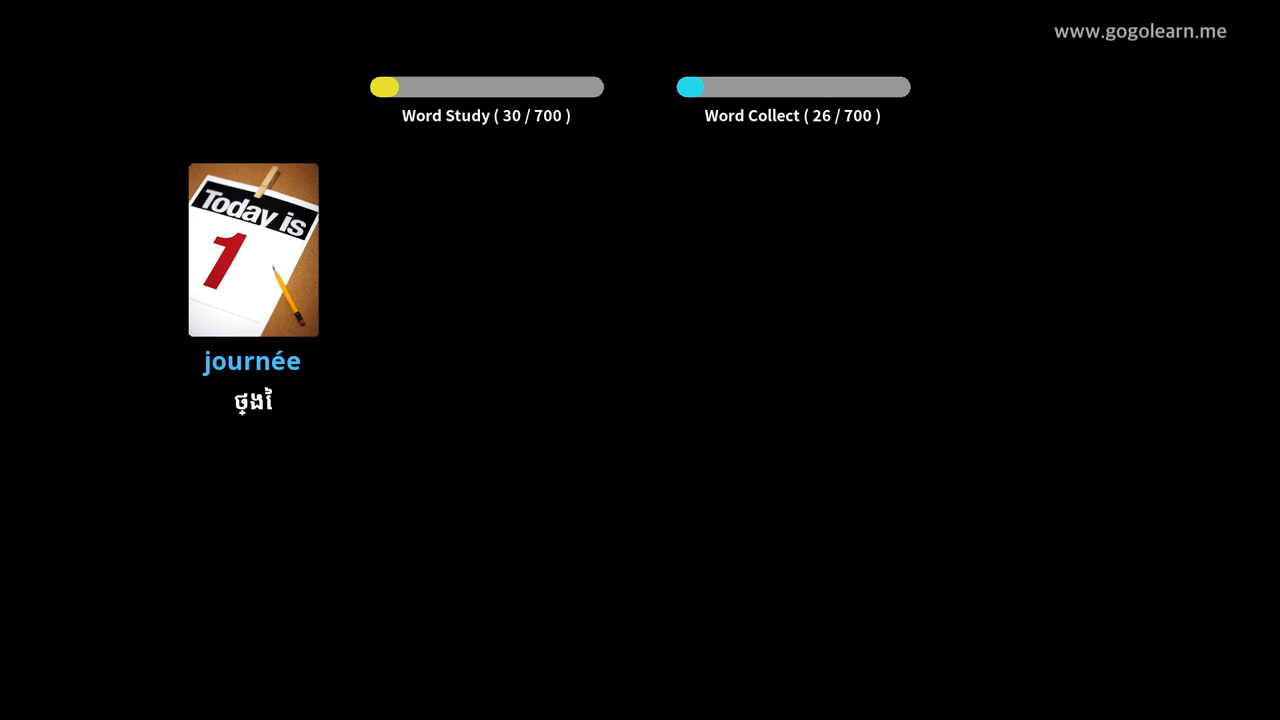 www.gogolearn.me
Word Study ( 30 / 700 )
Word Collect ( 26 / 700 )
Today is
1
journée
ថ្ងៃ